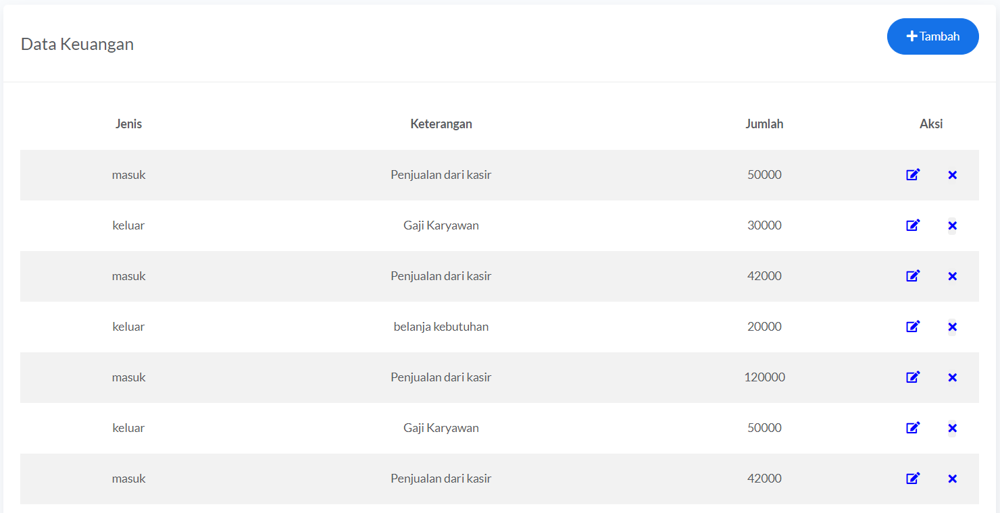 Data Keuangan
Tambah
Jenis Keterangan Jumlah Aksi
masuk Penjualan dari kasir 50000
keluar Gaji Karyawan 30000
masuk Penjualan dari kasir 42000
keluar belanja kebutuhan 20000
masuk Penjualan dari kasir 120000
keluar Gaji Karyawan 50000
masuk Penjualan dari kasir 42000